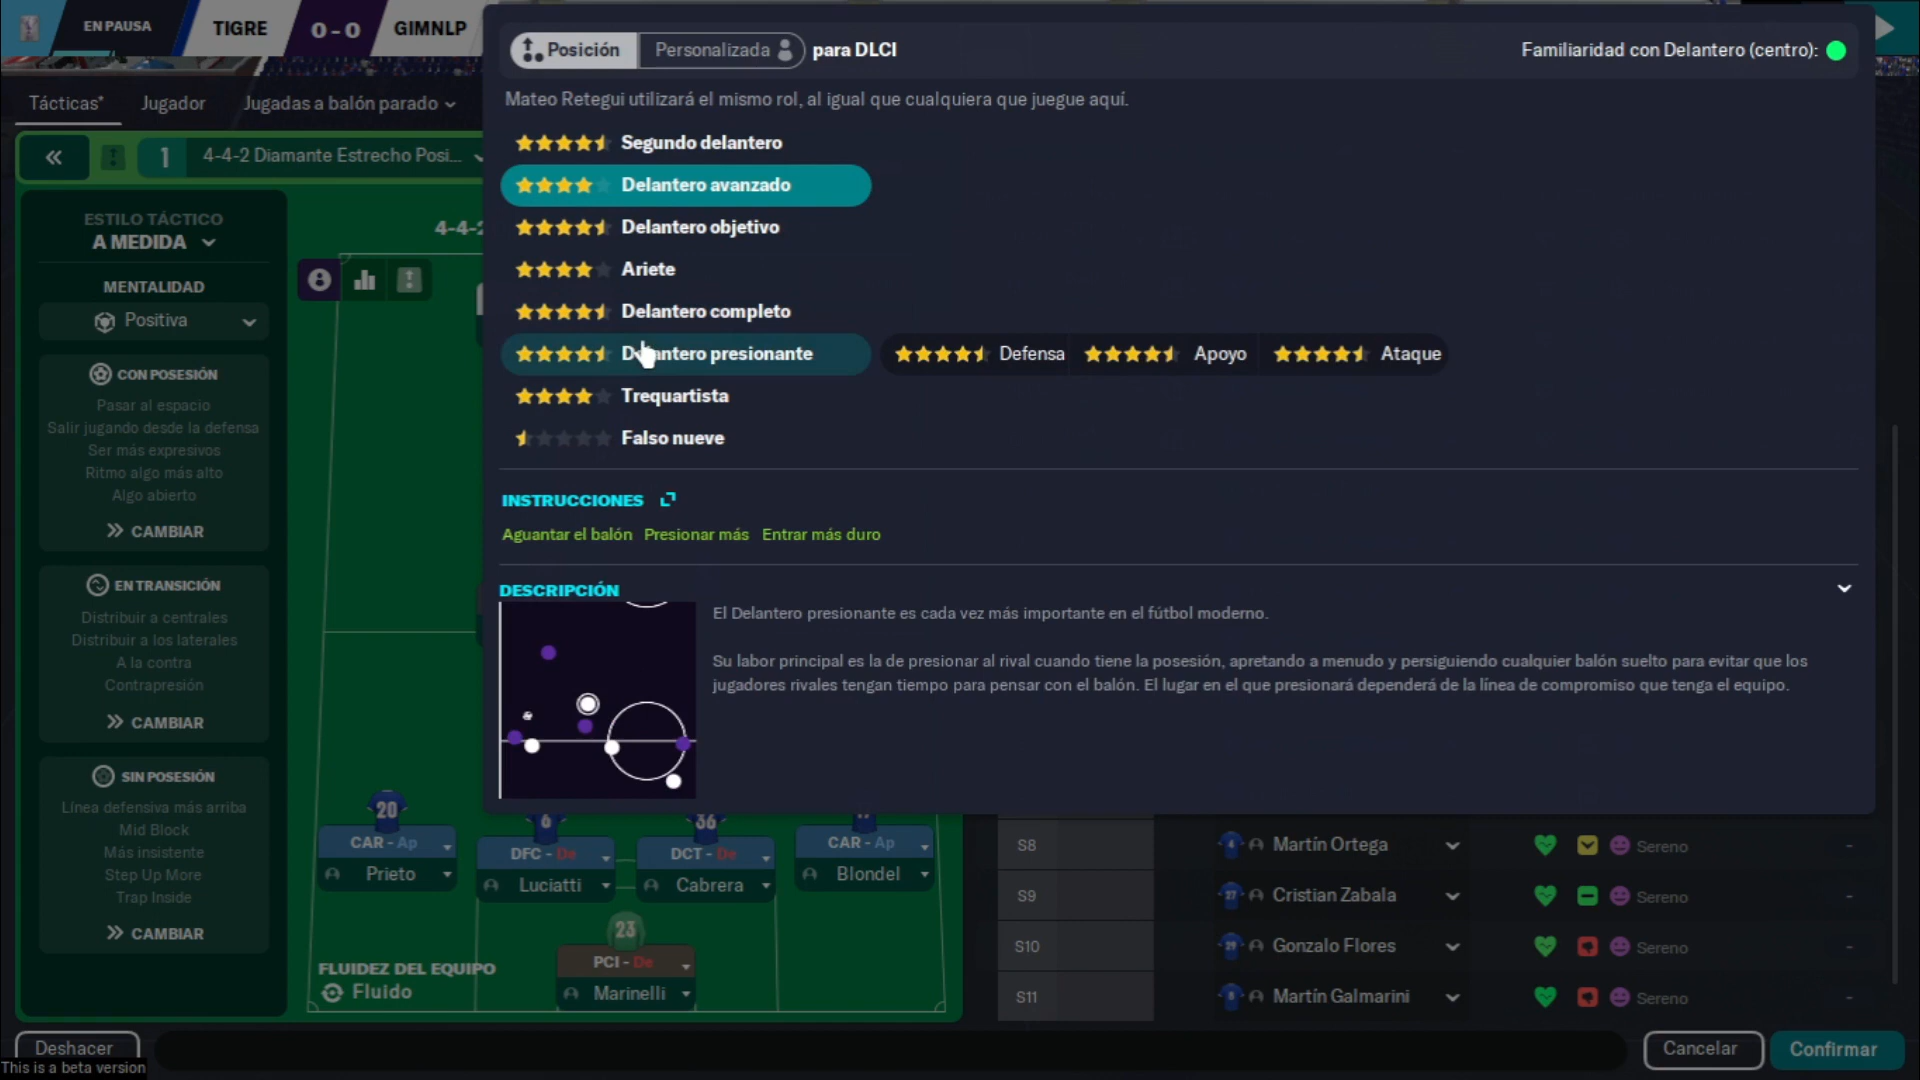 EN PAUSA
TIGRE
0 - 0
GIMNLP
Posición
Personalizada
para DLCI
Familiaridad con Delantero (centro):
Tácticas*
Jugador
Jugadas a balón parado
Mateo Retegui utilizará el mismo rol, al igual que cualquiera que juegue aquí.
1
4-4-2 Diamante Estrecho Posi...
Segundo delantero
Delantero avanzado
Delantero objetivo
Ariete
Delantero completo
Delantero presionante
Defensa
Apoyo
Ataque
Trequartista
Falso nueve
ESTILO TÁCTICO
A MEDIDA
MENTALIDAD
Positiva
CON POSESIÓN
Pasar al espacio
Salir jugando desde la defensa
Ser más expresivos
Ritmo algo más alto
Algo abierto
CAMBIAR
EN TRANSICIÓN
Distribuir a centrales
Distribuir a los laterales
A la contra
Contrapresión
CAMBIAR
SIN POSESIÓN
Línea defensiva más arriba
Mid Block
Más insistente
Step Up More
Trap Inside
CAMBIAR
4-4-2
INSTRUCCIONES
Aguantar el balón Presionar más Entrar más duro
DESCRIPCIÓN
El Delantero presionante es cada vez más importante en el fútbol moderno.
Su labor principal es la de presionar al rival cuando tiene la posesión, apretando a menudo y persiguiendo cualquier balón suelto para evitar que los
jugadores rivales tengan tiempo para pensar con el balón. El lugar en el que presionará dependerá de la línea de compromiso que tenga el equipo.
20
CAR - Ap
Prieto
6
DFC - De
Luciatti
36
DCT - De
Cabrera
CAR - Ap
Blondel
23
PCI - De
Marinelli
FLUIDEZ DEL EQUIPO
Fluido
S8
Martín Ortega
Sereno
-
S9
27
Cristian Zabala
Sereno
-
S10
29
Gonzalo Flores
Sereno
-
S11
Martín Galmarini
Sereno
-
Deshacer
Cancelar
Confirmar
This is a beta version